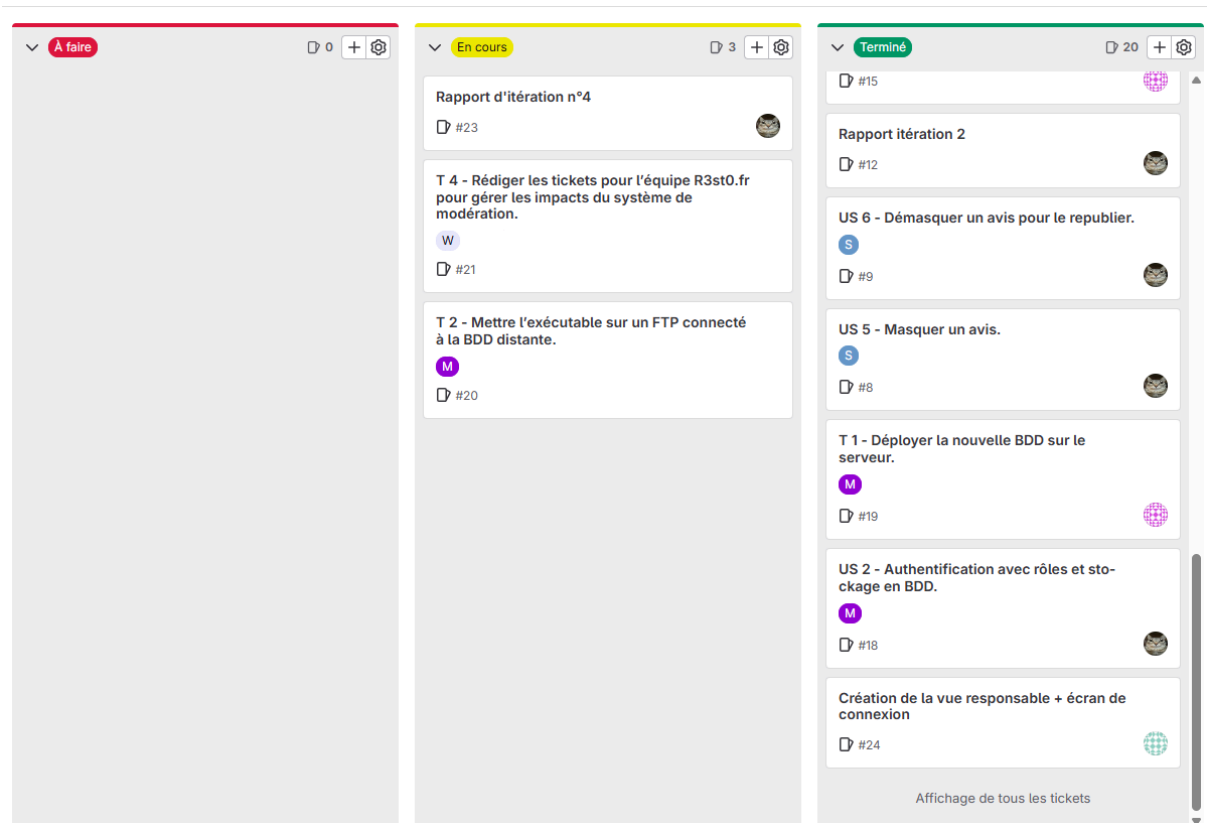 À faire
0
En cours
3
Rapport d'itération n°4
#23
T 4 - Rédiger les tickets pour l’équipe R3st0.fr
pour gérer les impacts du système de
modération.
W
#21
T 2 - Mettre l’exécutable sur un FTP connecté
à la BDD distante.
M
#20
Terminé
20
#15
Rapport itération 2
#12
US 6 - Démasquer un avis pour le republier.
S
#9
US 5 - Masquer un avis.
S
#8
T 1 - Déployer la nouvelle BDD sur le
serveur.
M
#19
US 2 - Authentification avec rôles et sto-
ckage en BDD.
M
#18
Création de la vue responsable + écran de
connexion
#24
Affichage de tous les tickets